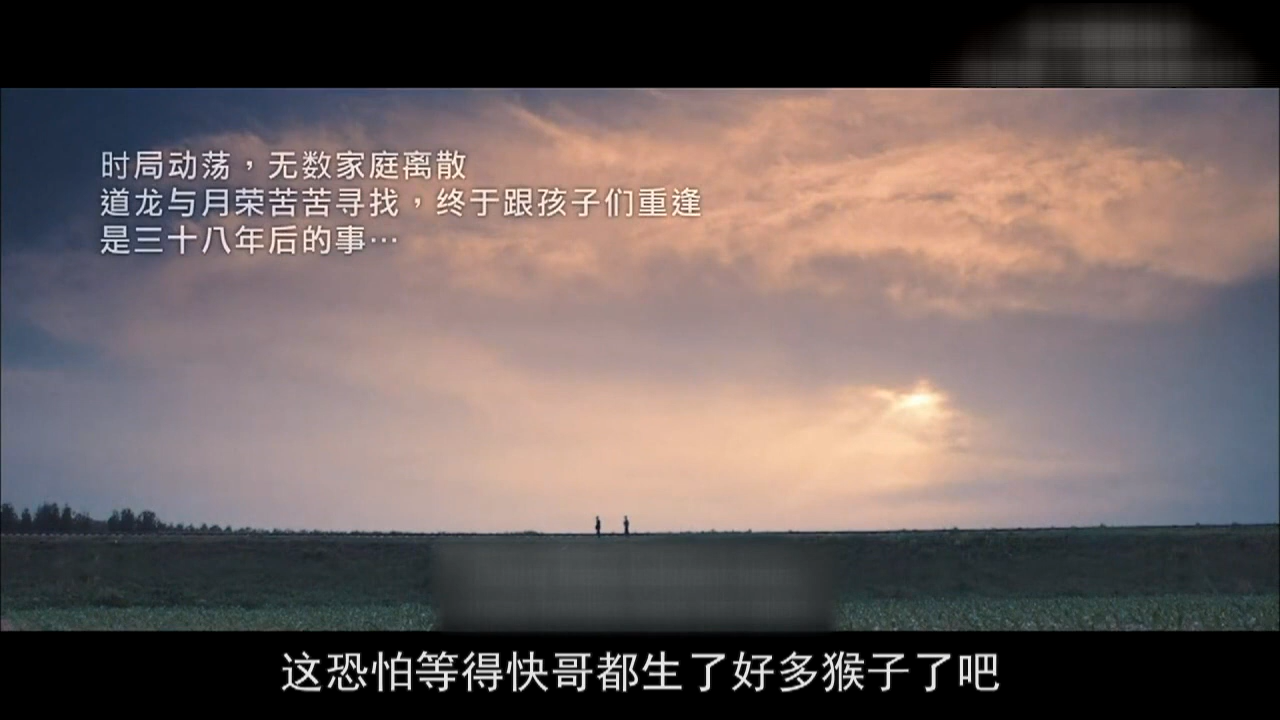 时局动荡，无数家庭离散
道龙与月荣苦苦寻找，终于跟孩子们重逢
是三十八年后的事…
这恐怕等得快哥都生了好多猴子了吧